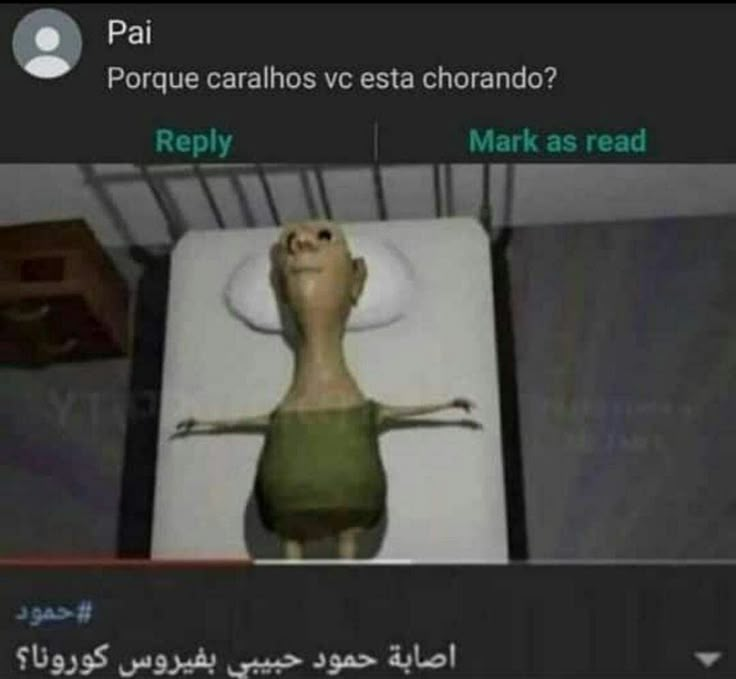 Pai
Porque caralhos vc esta chorando?
Reply
Mark as read
#حمود
اصابة حمود حبيبي بفيروس كورونا؟